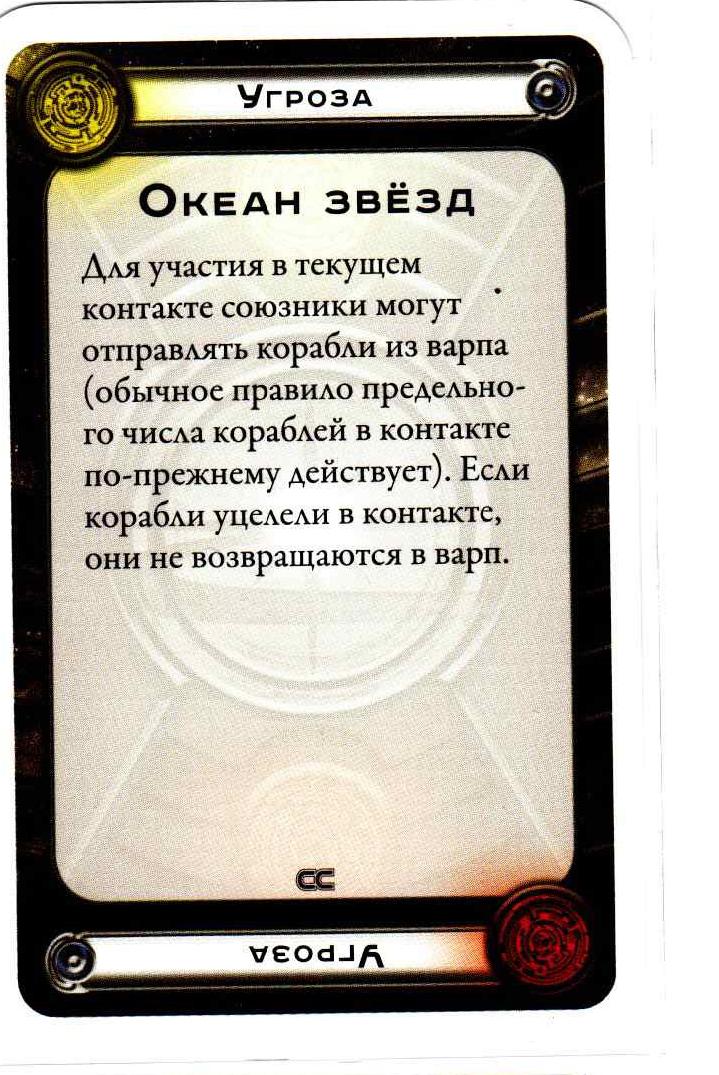 Угроза
Океан звёзд
Для участия в текущем
контакте союзники могут
отправлять корабли из варпа
(обычное правило предельно-
го числа кораблей в контакте
по-прежнему действует). Если
корабли уцелели в контакте,
они не возвращаются в варп.
CC
Угроза